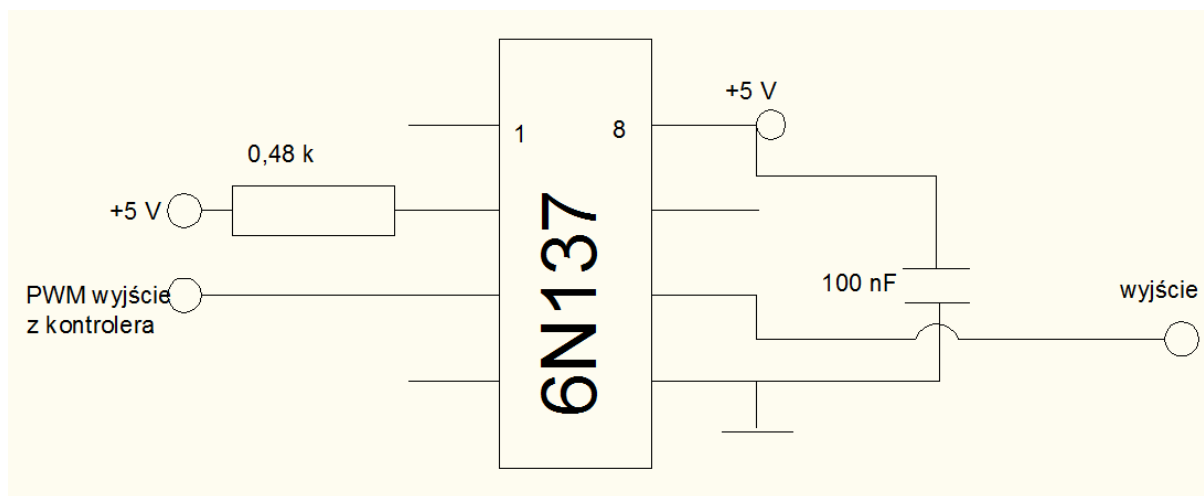 +5 V
1
8
0,48 k
+5 V
6N137
100 nF
PWM wyjście
z kontrolera
wyjście